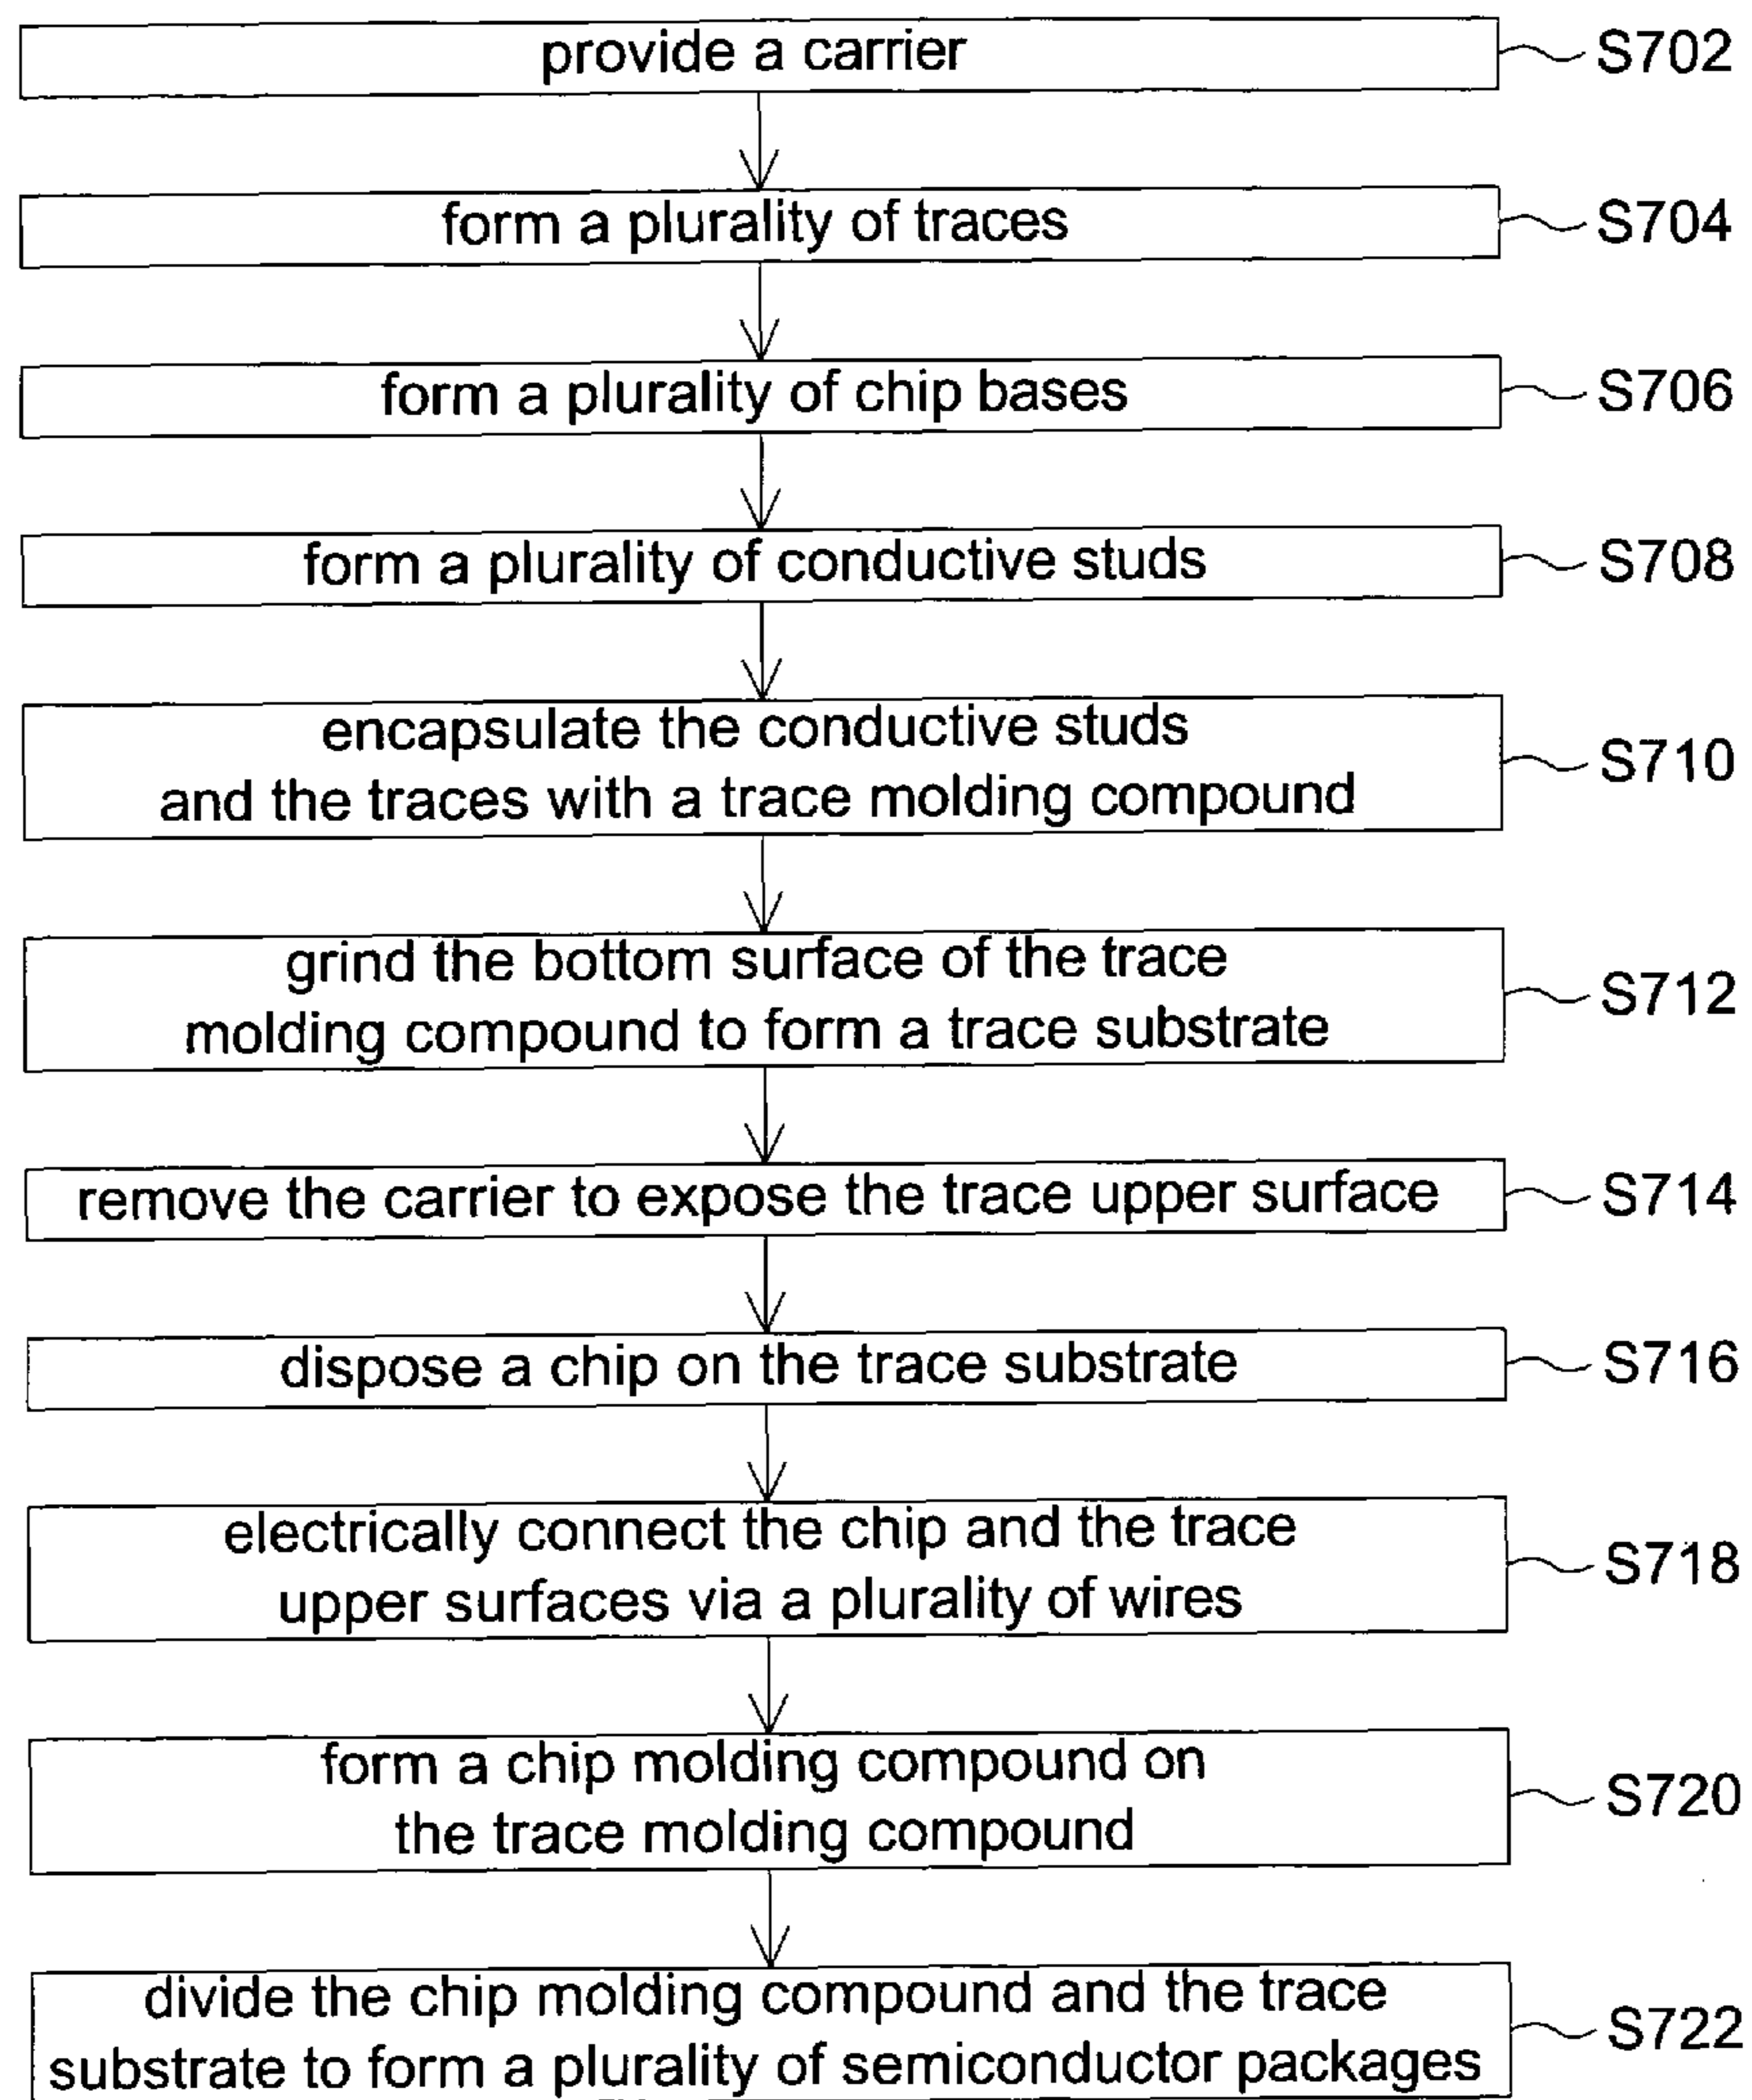 provide a carrier S702
form a plurality of traces S704
form a plurality of chip bases S706
form a plurality of conductive studs S708
encapsulate the conductive studs
and the traces with a trace molding compound S710
grind the bottom surface of the trace
molding compound to form a trace substrate S712
remove the carrier to expose the trace upper surface S714
dispose a chip on the trace substrate S716
electrically connect the chip and the trace
upper surfaces via a plurality of wires S718
form a chip molding compound on
the trace molding compound S720
divide the chip molding compound and the trace
substrate to form a plurality of semiconductor packages S722